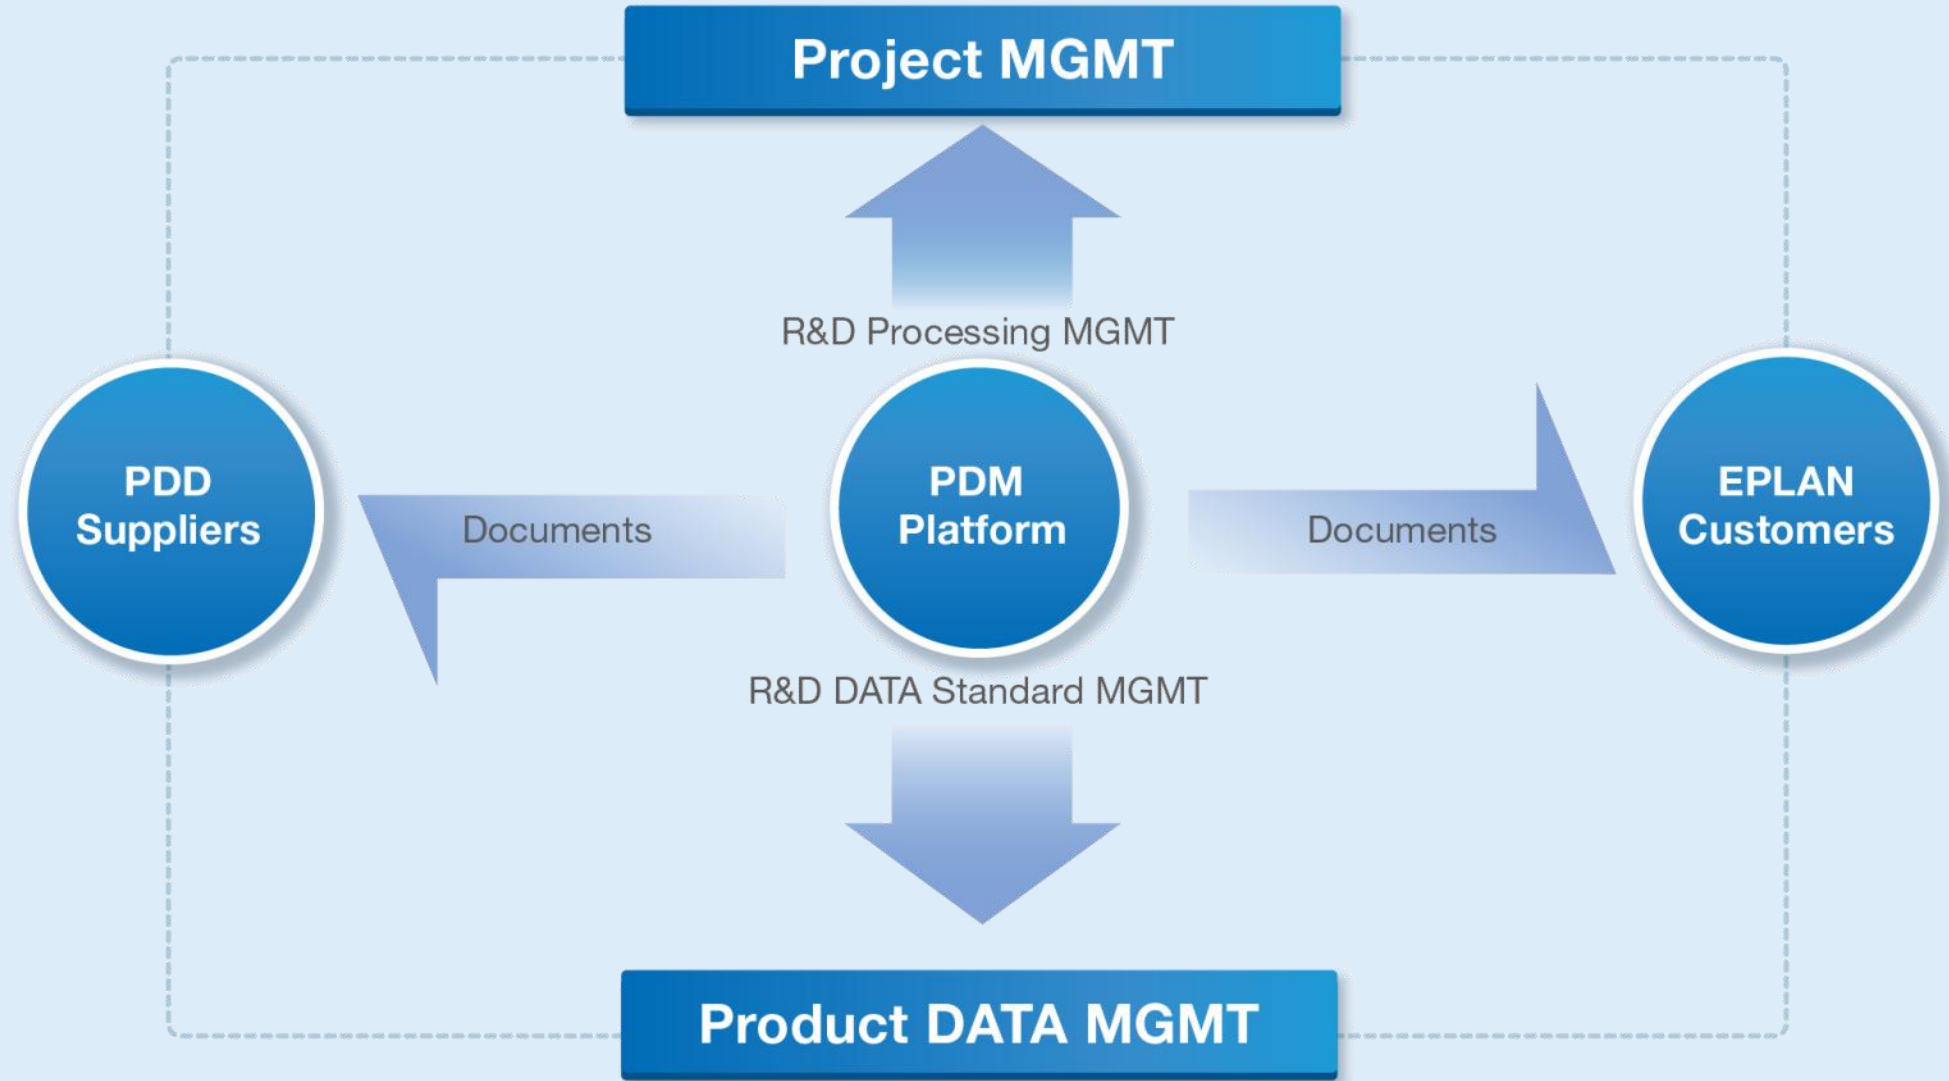 Project MGMT
R&D Processing MGMT
PDD
Suppliers
Documents
PDM
Platform
Documents
EPLAN
Customers
R&D DATA Standard MGMT
Product DATA MGMT